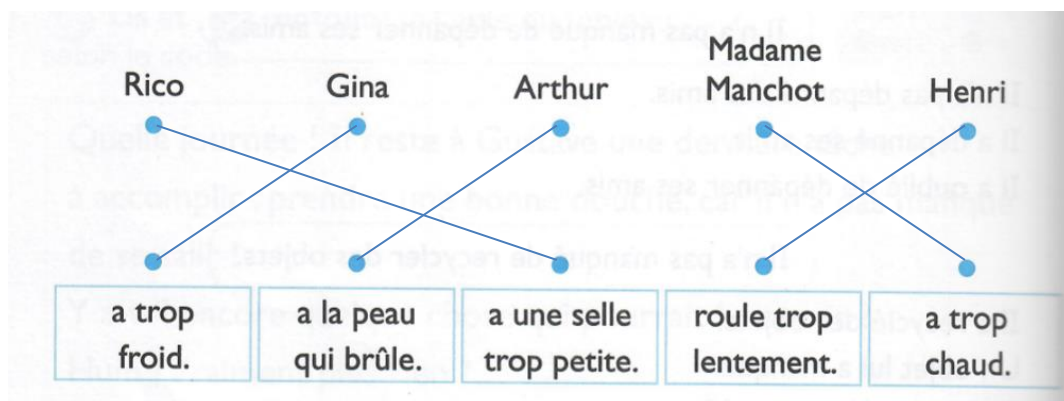 Madame
Rico Gina Arthur Manchot Henri
a trop a la peau a une selle roule trop a trop
froid. qui brûle. trop petite. lentement. chaud.